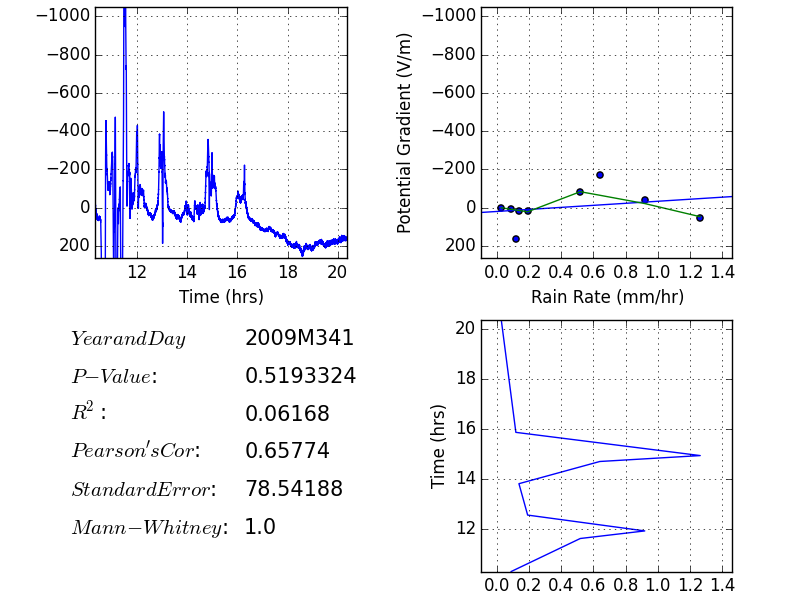 −1000
−800
−600
−400
−200
0
200
12 14 16 18 20
Time (hrs)
Potential Gradient (V/m)
−1000
−800
−600
−400
−200
0
200
0.0 0.2 0.4 0.6 0.8 1.0 1.2 1.4
Rain Rate (mm/hr)
YearandDay 2009M341
P−Value: 0.5193324
R²: 0.06168
Pearson'sCor: 0.65774
StandardError: 78.54188
Mann−Whitney: 1.0
Time (hrs)
20
18
16
14
12
0.0 0.2 0.4 0.6 0.8 1.0 1.2 1.4